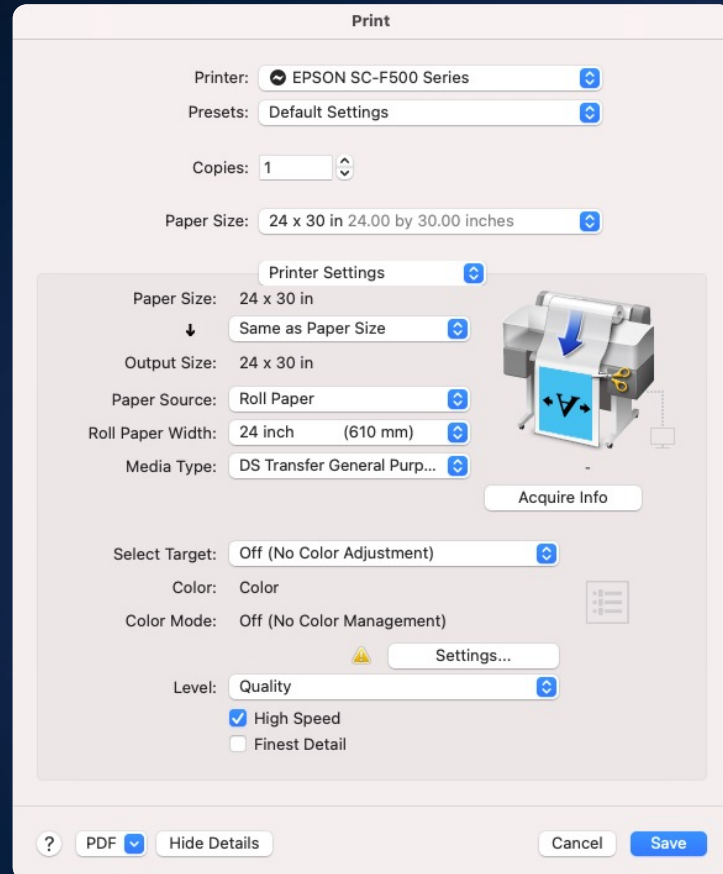 Print
Printer: EPSON SC-F500 Series
Presets: Default Settings
Copies: 1
Paper Size: 24 x 30 in 24.00 by 30.00 inches
Printer Settings
Paper Size: 24 x 30 in
Same as Paper Size
Output Size: 24 x 30 in
Paper Source: Roll Paper
Roll Paper Width: 24 inch (610 mm)
Media Type: DS Transfer General Purp...
A
-
Acquire Info
Select Target: Off (No Color Adjustment)
Color: Color
Color Mode: Off (No Color Management)
Settings...
Level: Quality
High Speed
Finest Detail
? PDF Hide Details Cancel Save